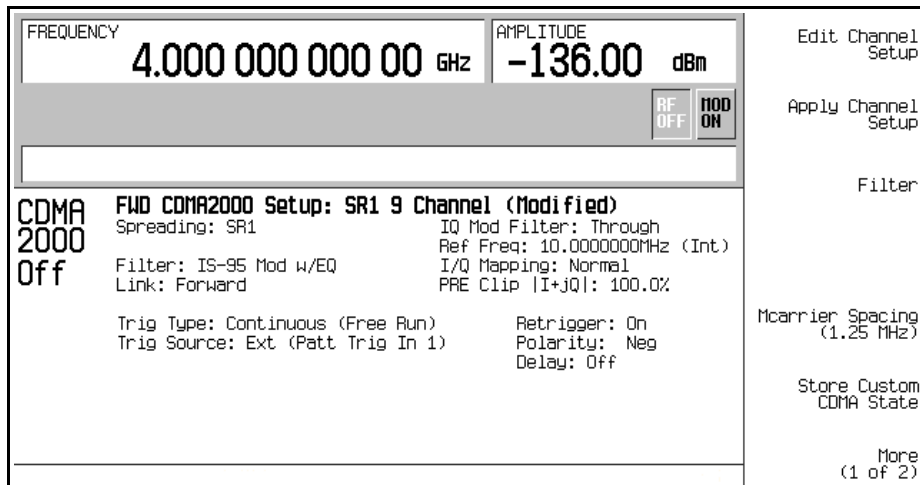 FREQUENCY
4.000 000 000 00 GHz
AMPLITUDE
-136.00 dBm
RF OFF
MOD ON
CDMA 2000 Off
FWD CDMA2000 Setup: SR1 9 Channel (Modified)
Spreading: SR1
IQ Mod Filter: Through
Ref Freq: 10.0000000MHz (Int)
Filter: IS-95 Mod w/EQ
I/Q Mapping: Normal
Link: Forward
PRE Clip |I+jQ|: 100.0%
Trig Type: Continuous (Free Run)
Retrigger: On
Trig Source: Ext (Patt Trig In 1)
Polarity: Neg
Delay: Off
Edit Channel
Setup
Apply Channel
Setup
Filter
Mcarrier Spacing
(1.25 MHz)
Store Custom
CDMA State
More
(1 of 2)